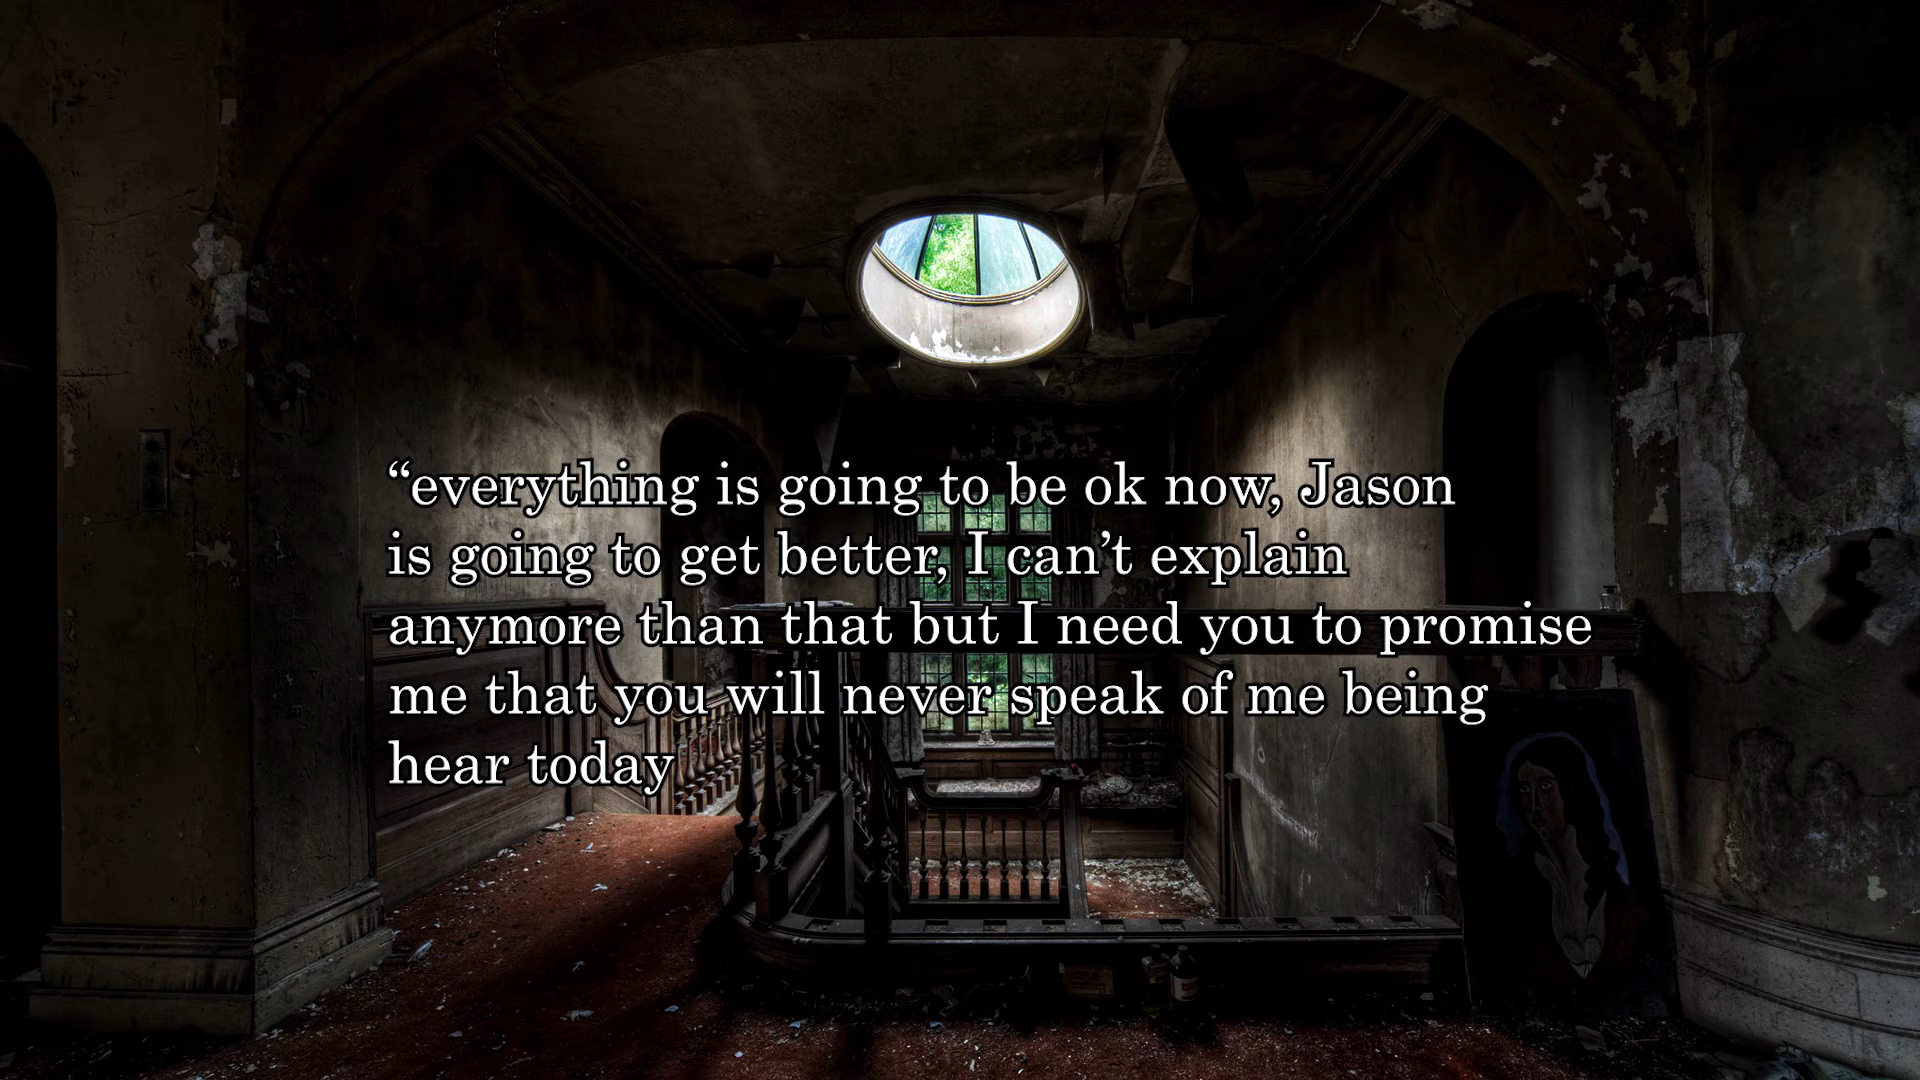 “everything is going to be ok now, Jason
is going to get better, I can’t explain
anymore than that but I need you to promise
me that you will never speak of me being
hear today